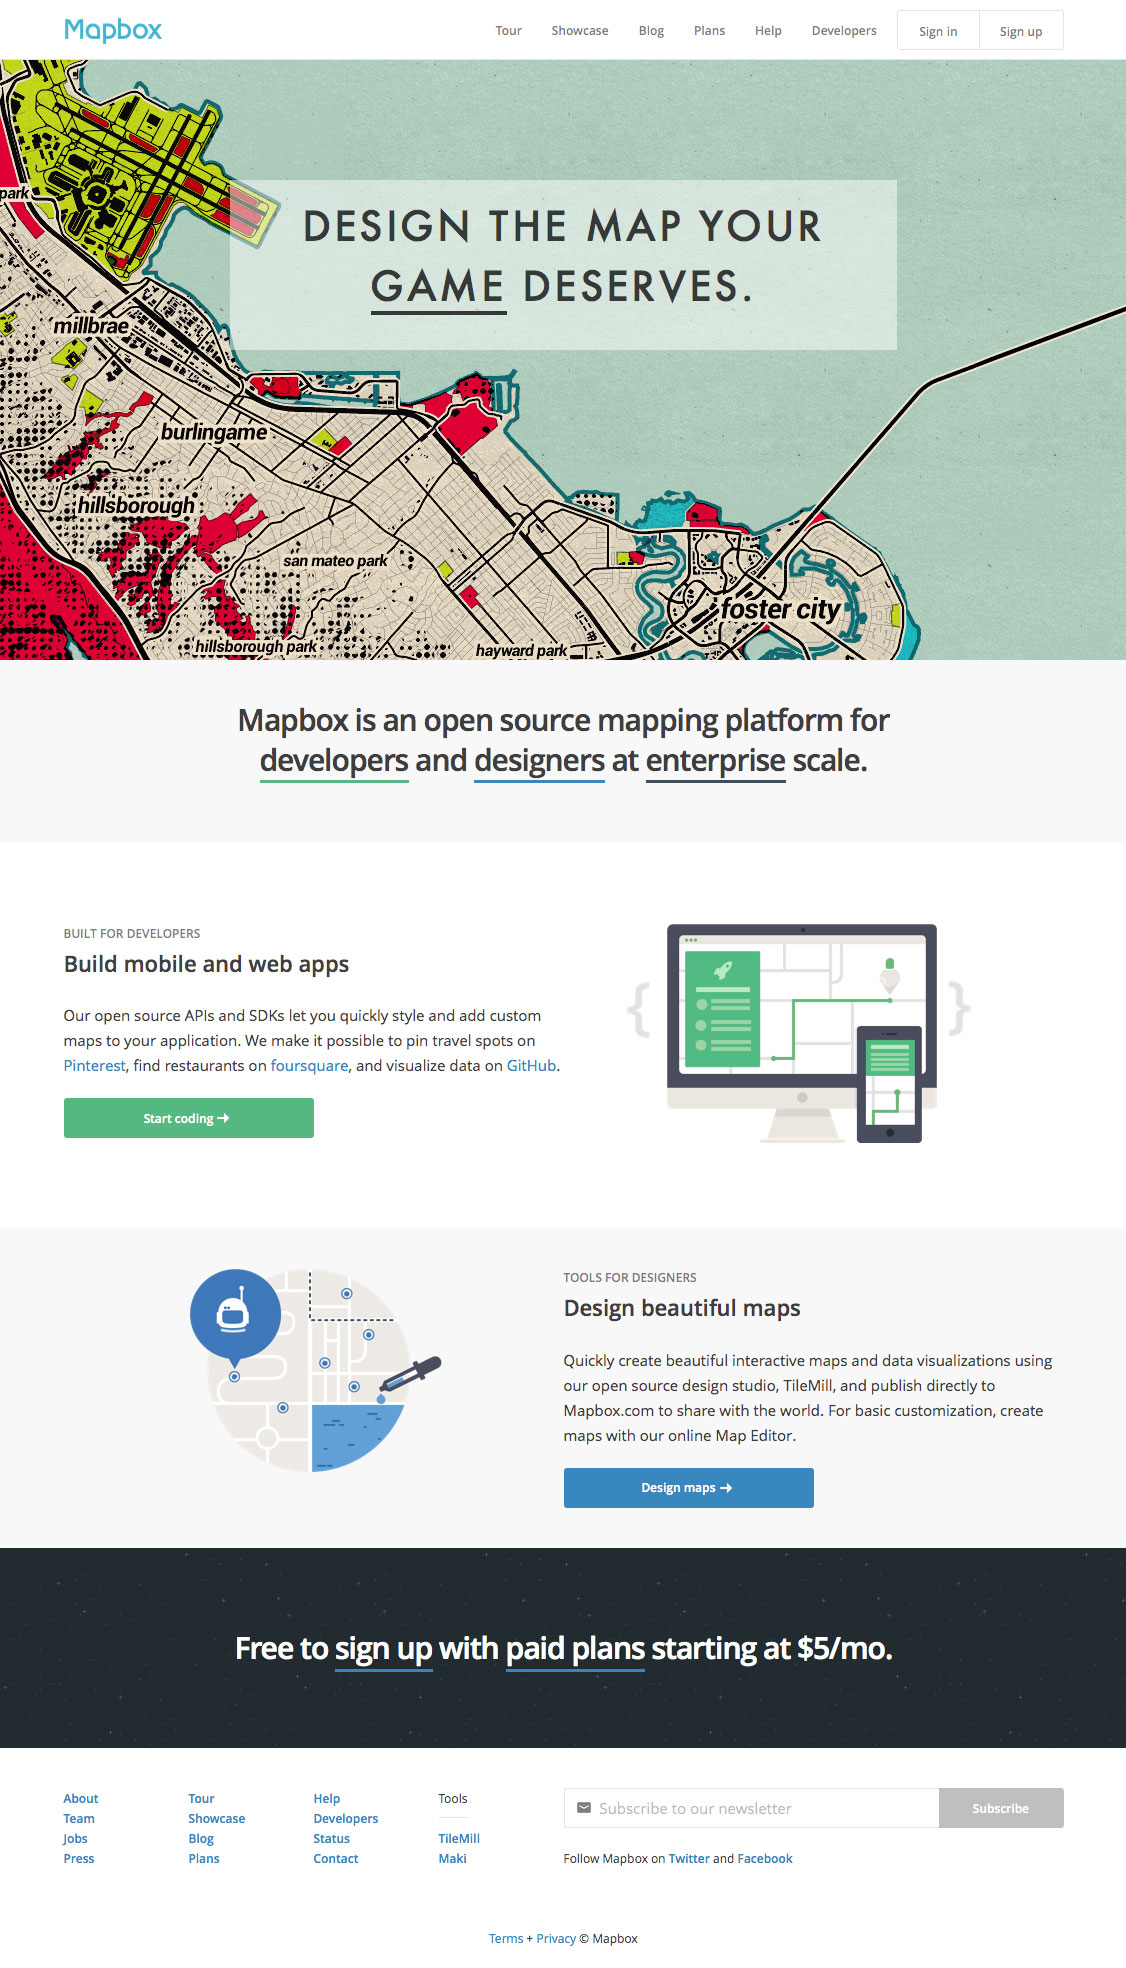 Mapbox
Tour Showcase Blog Plans Help Developers Sign in Sign up
park
DESIGN THE MAP YOUR
GAME DESERVES.
millbrae
burlingame
hillsborough
san mateo park
foster city
hillsborough park
hayward park
Mapbox is an open source mapping platform for
developers and designers at enterprise scale.
BUILT FOR DEVELOPERS
Build mobile and web apps
Our open source APIs and SDKs let you quickly style and add custom
maps to your application. We make it possible to pin travel spots on
Pinterest, find restaurants on foursquare, and visualize data on GitHub.
Start coding →
TOOLS FOR DESIGNERS
Design beautiful maps
Quickly create beautiful interactive maps and data visualizations using
our open source design studio, TileMill, and publish directly to
Mapbox.com to share with the world. For basic customization, create
maps with our online Map Editor.
Design maps →
Free to sign up with paid plans starting at $5/mo.
About
Team
Jobs
Press
Tour
Showcase
Blog
Plans
Help
Developers
Status
Contact
Tools
TileMill
Maki
Subscribe to our newsletter
Subscribe
Follow Mapbox on Twitter and Facebook
Terms + Privacy © Mapbox